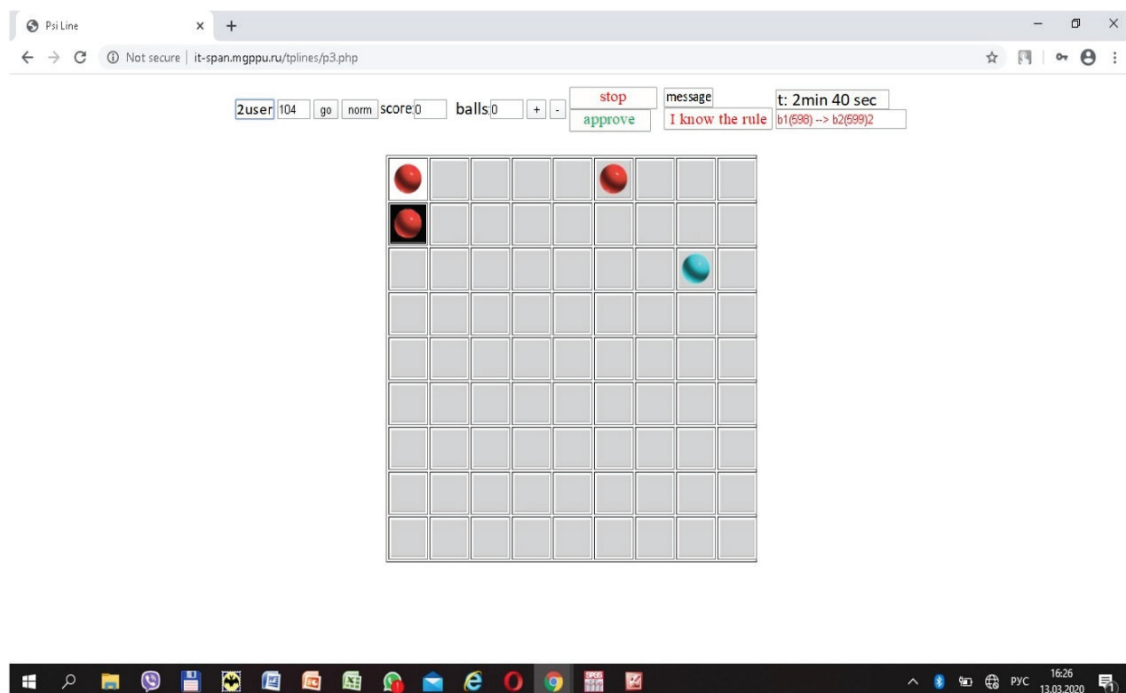 Psi Line
Not secure | it-span.mgppu.ru/tplines/p3.php
2user 104 go norm score:0 balls:0 + - stop message t: 2min 40 sec
approve I know the rule b1(598) --> b2(599)2
РУС 16:26
13.03.2020